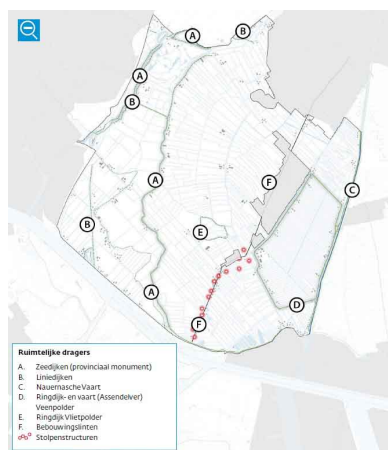 A
B
A
B
A
F
C
B
E
A
D
F
Ruimtelijke dragers
A. Zeedijken (provinciaal monument)
B. Liniedijken
C. Nauernasche Vaart
D. Ringdijk- en vaart (Assendelver)
Veenpolder
E. Ringdijk Vlietpolder
F. Bebouwingslinten
Stolpenstructuren